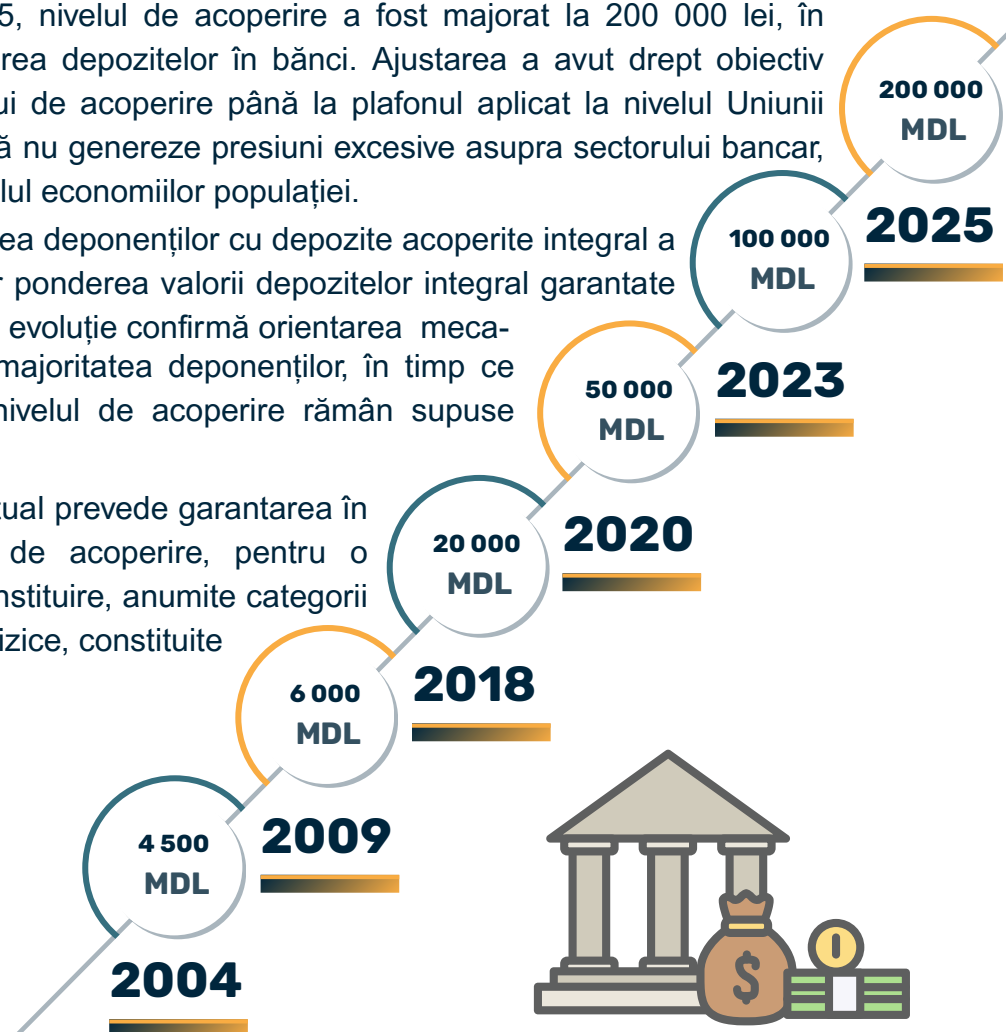 5, nivelul de acoperire a fost majorat la 200 000 lei, în
rea depozitelor în bănci. Ajustarea a avut drept obiectiv
ui de acoperire până la plafonul aplicat la nivelul Uniunii
ă nu genereze presiuni excesive asupra sectorului bancar,
lul economiilor populației.
ea deponenților cu depozite acoperite integral a
r ponderea valorii depozitelor integral garantate
evoluție confirmă orientarea meca-
majoritatea deponenților, în timp ce
nivelul de acoperire rămân supuse
tual prevede garantarea în
de acoperire, pentru o
nstituire, anumite categorii
izice, constituite
200 000
MDL
2025
100 000
MDL
2023
50 000
MDL
2020
20 000
MDL
2018
6 000
MDL
2009
4 500
MDL
2004
$